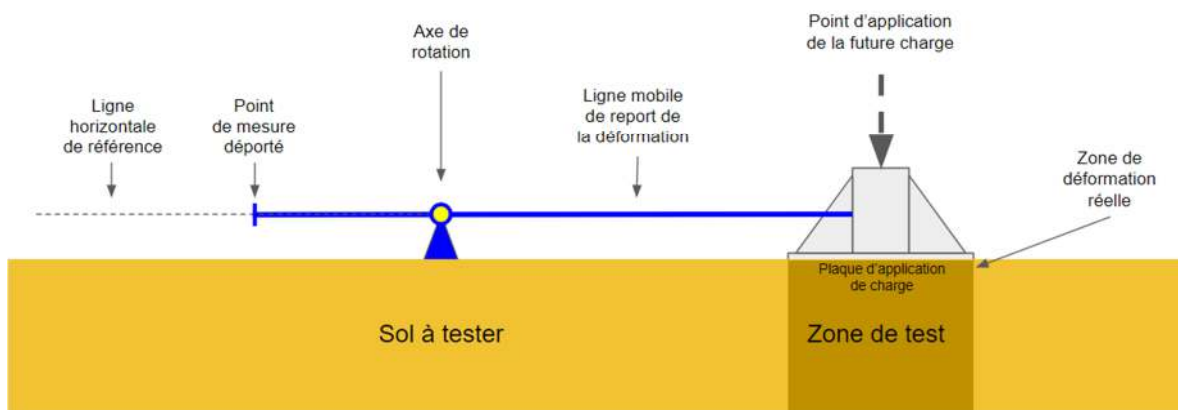 Axe de
rotation
Point d'application
de la future charge
Ligne
horizontale
de référence
Point
de mesure
déporté
Ligne mobile
de report de
la déformation
Zone de
déformation
réelle
Plaque d'application
de charge
Sol à tester
Zone de test